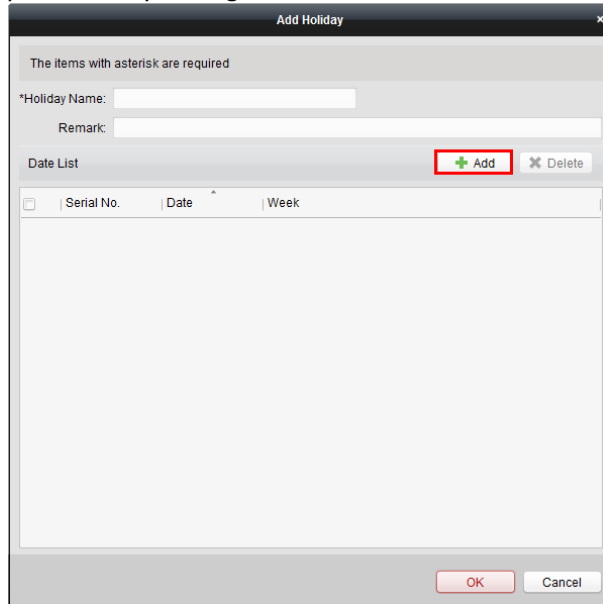 Add Holiday ×
The items with asterisk are required
*Holiday Name:
Remark:
Date List Add Delete
Serial No. Date Week
OK Cancel